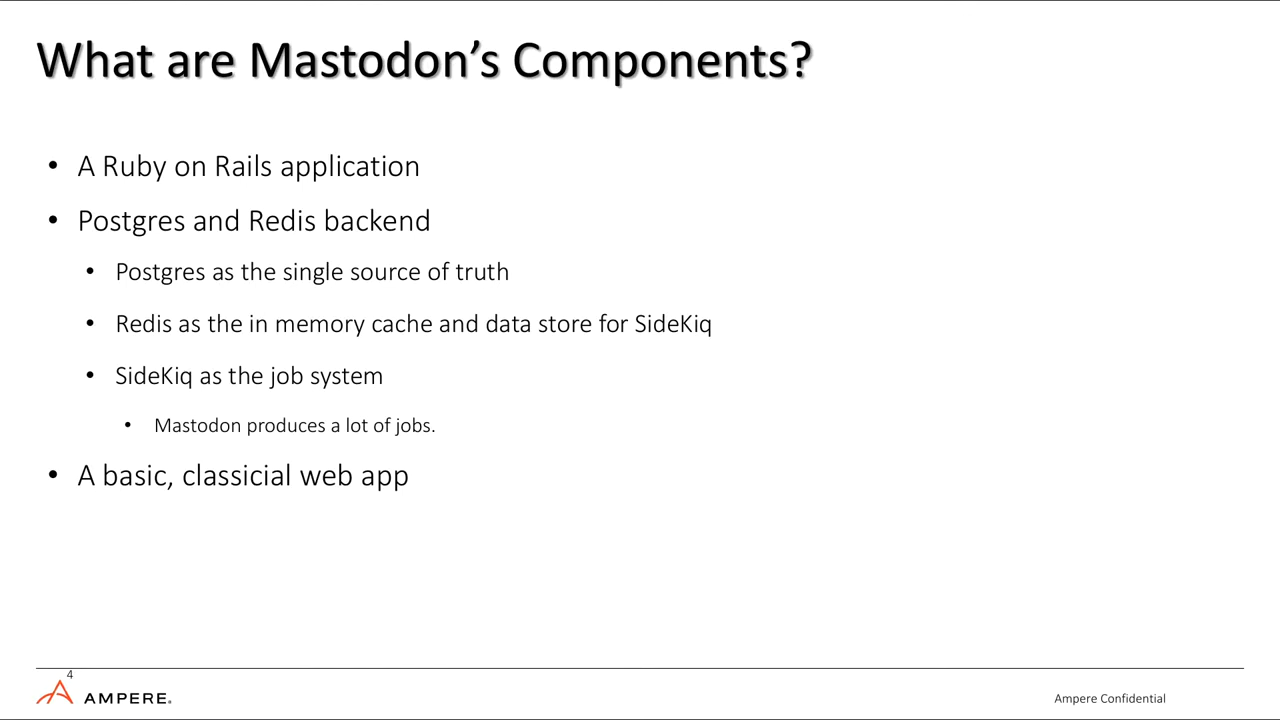 What are Mastodon’s Components?
• A Ruby on Rails application
• Postgres and Redis backend
• Postgres as the single source of truth
• Redis as the in memory cache and data store for SideKiq
• SideKiq as the job system
• Mastodon produces a lot of jobs.
• A basic, classicial web app
4
AMPERE®
Ampere Confidential